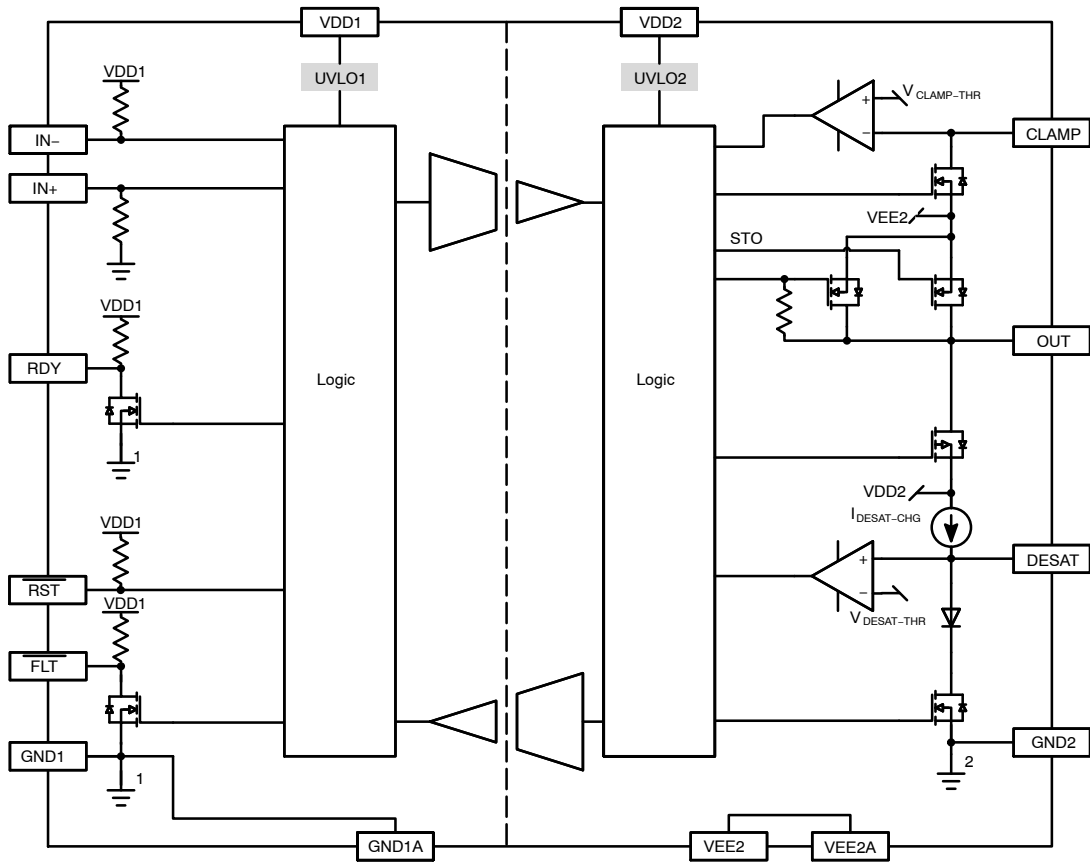 VDD1
VDD2
VDD1
UVLO1
UVLO2
V CLAMP-THR
+
−
IN−
CLAMP
IN+
VEE2
STO
VDD1
OUT
RDY
Logic
Logic
1
VDD2
I DESAT-CHG
VDD1
+
DESAT
RST
−
VDD1
V DESAT-THR
FLT
GND1
GND2
1
2
GND1A
VEE2
VEE2A